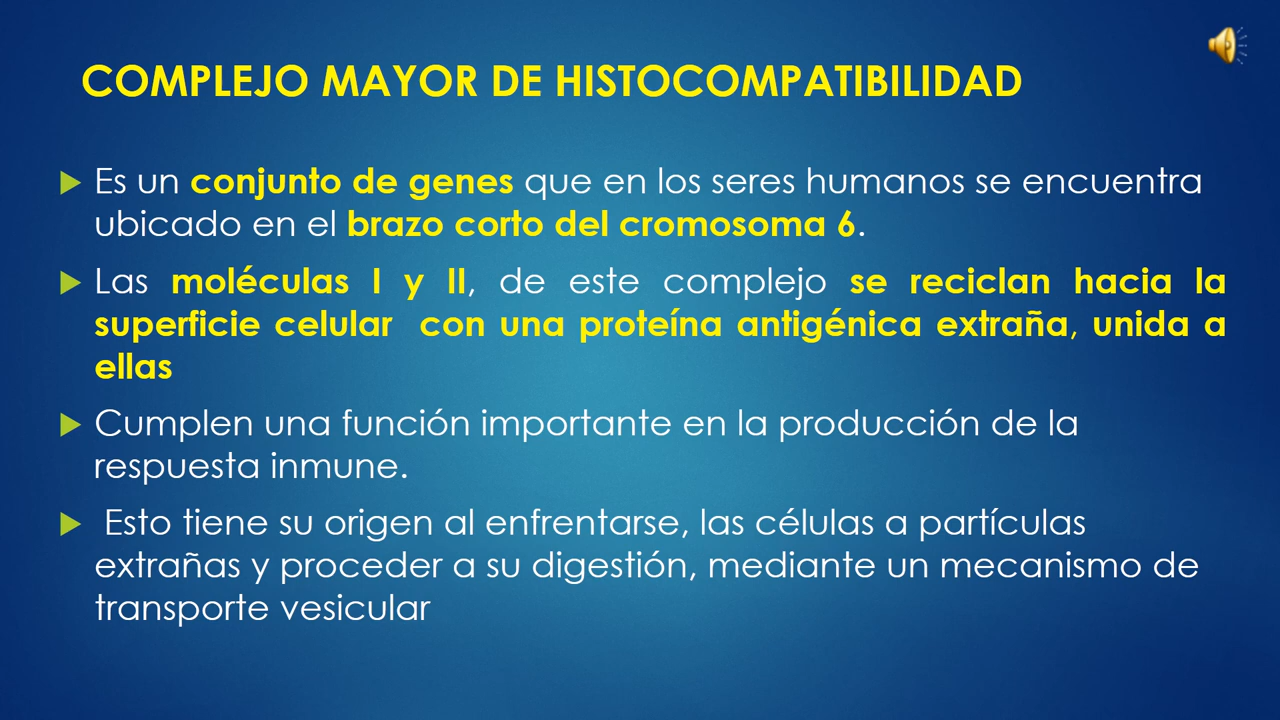 COMPLEJO MAYOR DE HISTOCOMPATIBILIDAD
Es un conjunto de genes que en los seres humanos se encuentra
ubicado en el brazo corto del cromosoma 6.
Las moléculas I y II, de este complejo se reciclan hacia la
superficie celular con una proteína antigénica extraña, unida a
ellas
Cumplen una función importante en la producción de la
respuesta inmune.
Esto tiene su origen al enfrentarse, las células a partículas
extrañas y proceder a su digestión, mediante un mecanismo de
transporte vesicular